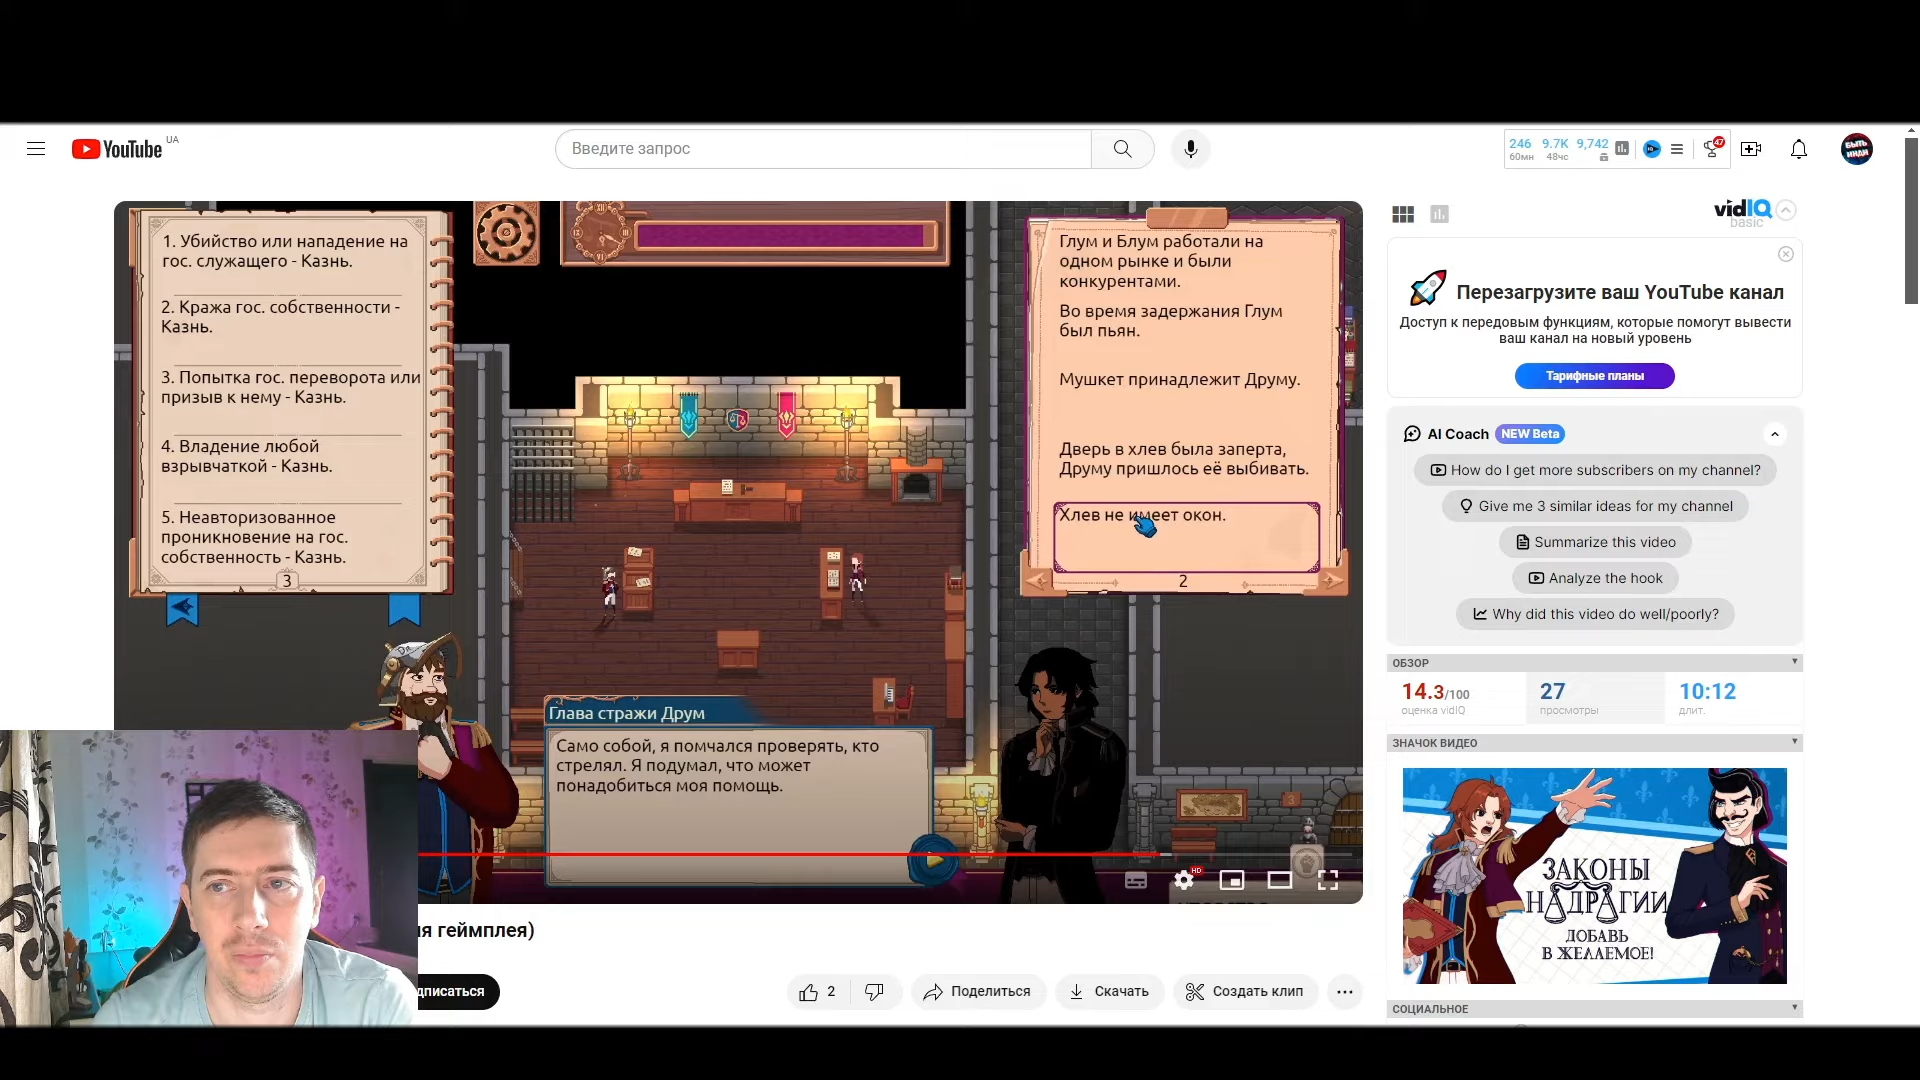 YouTube UA
Введите запрос
246 9.7K 9,742
60мн 48чс
47
БЫТЬ
ИНДИ
1. Убийство или нападение на
гос. служащего - Казнь.
2. Кража гос. собственности -
Казнь.
3. Попытка гос. переворота или
призыв к нему - Казнь.
4. Владение любой
взрывчаткой - Казнь.
5. Неавторизованное
проникновение на гос.
собственность - Казнь.
3
Глум и Блум работали на
одном рынке и были
конкурентами.
Во время задержания Глум
был пьян.
Мушкет принадлежит Друму.
Дверь в хлев была заперта,
Друму пришлось её выбивать.
Хлев не имеет окон.
2
Глава стражи Друм
Само собой, я помчался проверять, кто
стрелял. Я подумал, что может
понадобиться моя помощь.
HD
я геймплея)
дписаться
2
Поделиться
Скачать
Создать клип
vidIQ
basic
Перезагрузите ваш YouTube канал
Доступ к передовым функциям, которые помогут вывести
ваш канал на новый уровень
Тарифные планы
AI Coach NEW Beta
How do I get more subscribers on my channel?
Give me 3 similar ideas for my channel
Summarize this video
Analyze the hook
Why did this video do well/poorly?
ОБЗОР
14.3/100 27 10:12
оценка vidIQ просмотры длит.
ЗНАЧОК ВИДЕО
ЗАКОНЫ
НАДРАГИИ
ДОБАВЬ
В ЖЕЛАЕМОЕ!
СОЦИАЛЬНОЕ